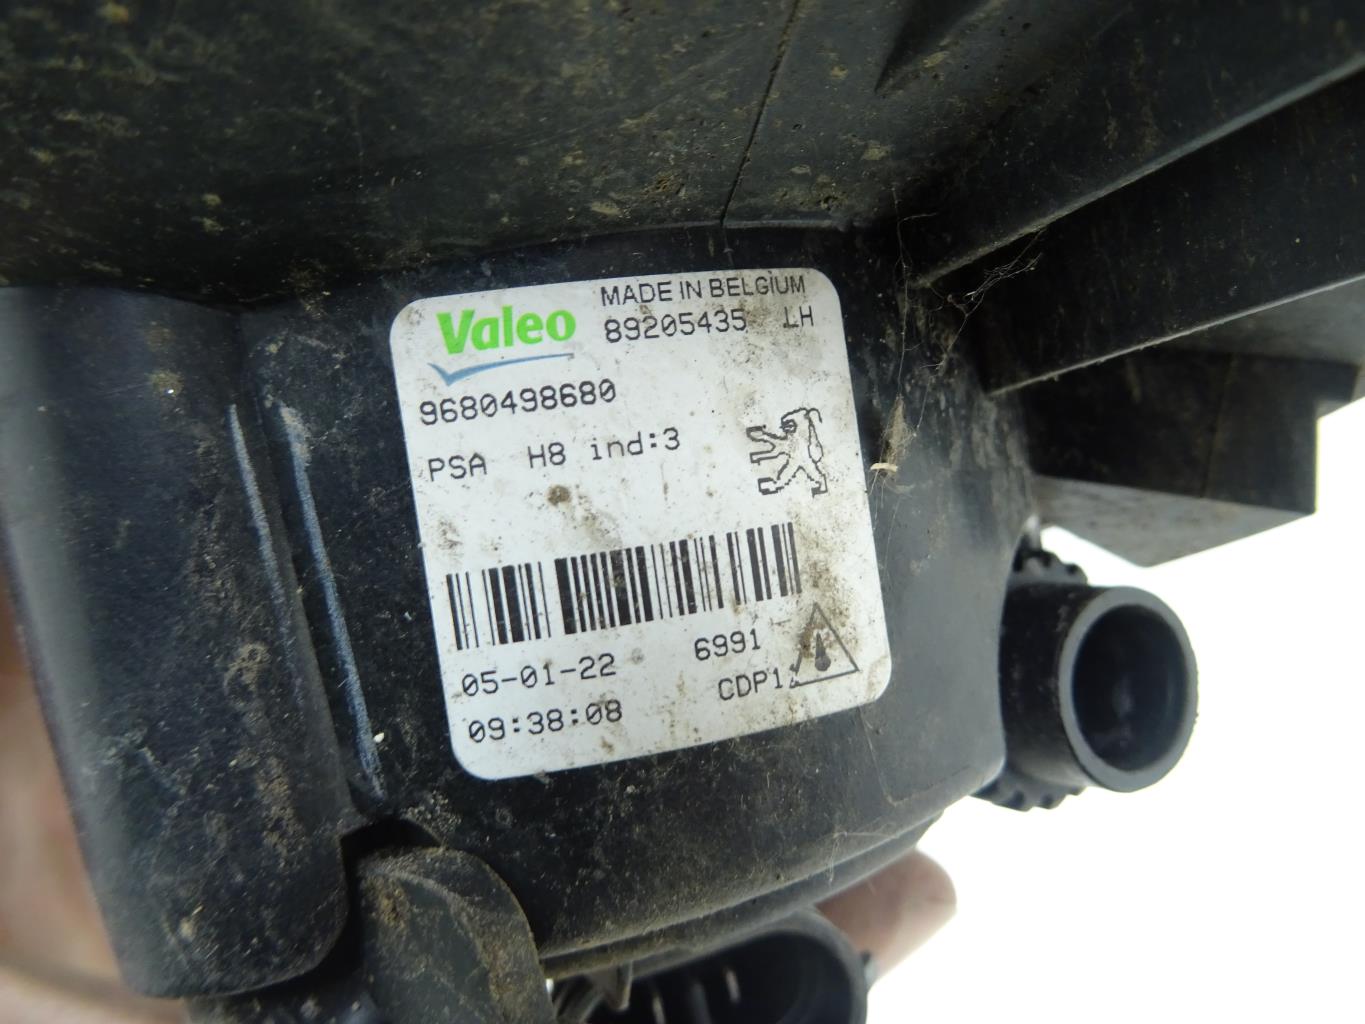 Valeo
MADE IN BELGIUM
89205435 LH
9680498680
PSA H8 ind:3
05-01-22 6991
09:38:08 CDP1